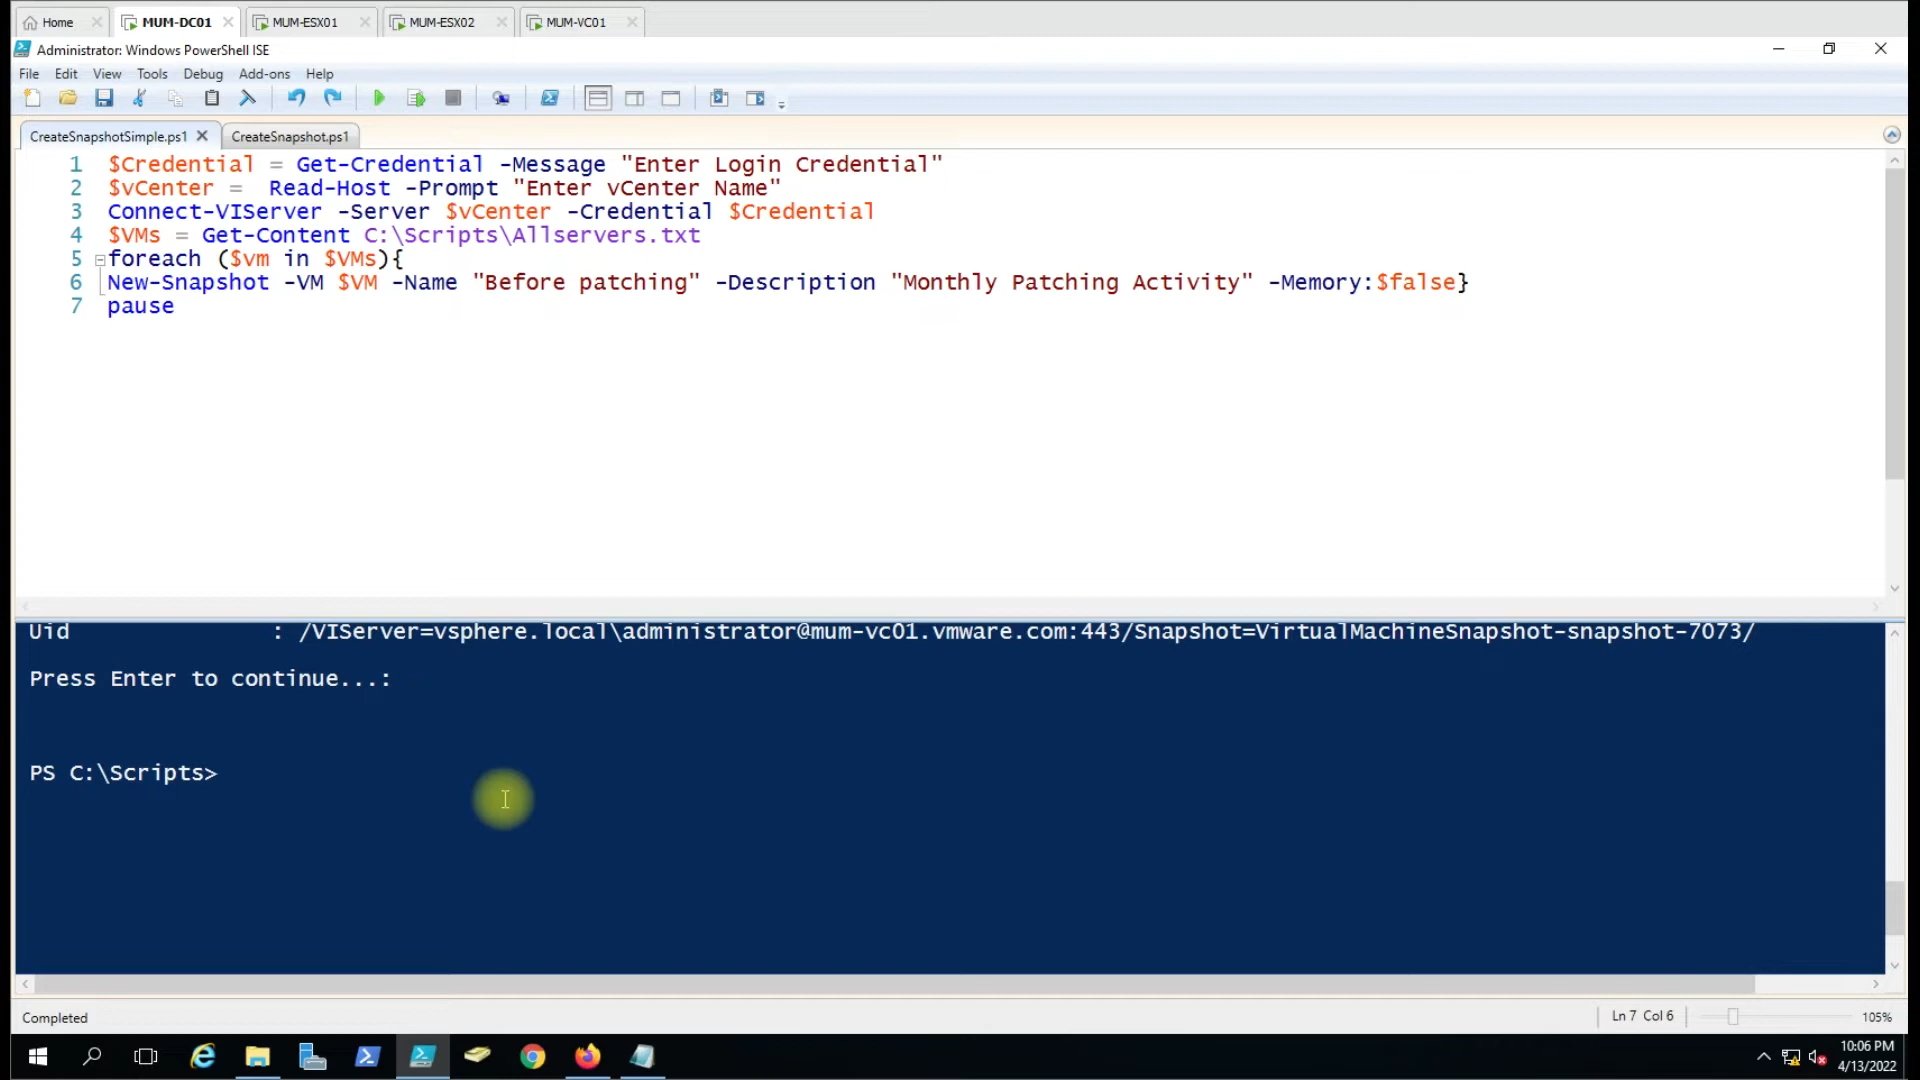 Home MUM-DC01 MUM-ESX01 MUM-ESX02 MUM-VC01
Administrator: Windows PowerShell ISE
File Edit View Tools Debug Add-ons Help
CreateSnapshotSimple.ps1 CreateSnapshot.ps1
1 $Credential = Get-Credential -Message "Enter Login Credential"
2 $vCenter =  Read-Host -Prompt "Enter vCenter Name"
3 Connect-VIServer -Server $vCenter -Credential $Credential
4 $VMs = Get-Content C:\Scripts\Allservers.txt
5 foreach ($vm in $VMs){
6 New-Snapshot -VM $VM -Name "Before patching" -Description "Monthly Patching Activity" -Memory:$false}
7 pause
Uid : /VIServer=vsphere.local\administrator@mum-vc01.vmware.com:443/Snapshot=VirtualMachineSnapshot-snapshot-7073/
Press Enter to continue...:
PS C:\Scripts>
Completed Ln 7 Col 6 105%
10:06 PM
4/13/2022